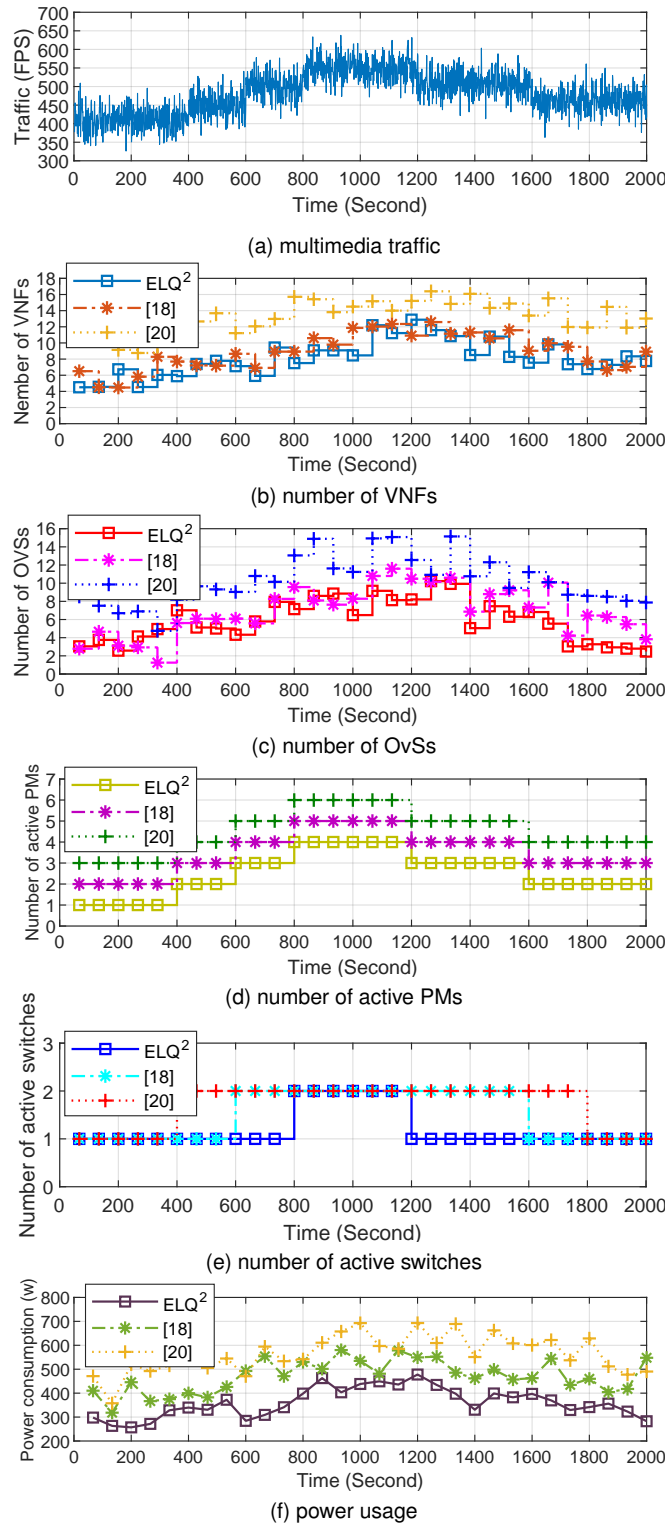 700
650
600
550
500
450
400
350
300
Traffic (FPS)
0 200 400 600 800 1000 1200 1400 1600 1800 2000
Time (Second)
(a) multimedia traffic
18
16
14
12
10
8
6
4
2
0
Nember of VNFs
ELQ²
[18]
[20]
0 200 400 600 800 1000 1200 1400 1600 1800 2000
Time (Second)
(b) number of VNFs
16
14
12
10
8
6
4
2
0
Number of OVSs
ELQ²
[18]
[20]
0 200 400 600 800 1000 1200 1400 1600 1800 2000
Time (Second)
(c) number of OvSs
7
6
5
4
3
2
1
0
Number of active PMs
ELQ²
[18]
[20]
0 200 400 600 800 1000 1200 1400 1600 1800 2000
Time (Second)
(d) number of active PMs
3
2
1
0
Number of active switches
ELQ²
[18]
[20]
0 200 400 600 800 1000 1200 1400 1600 1800 2000
Time (Second)
(e) number of active switches
800
700
600
500
400
300
200
Power consumption (w)
ELQ²
[18]
[20]
0 200 400 600 800 1000 1200 1400 1600 1800 2000
Time (Second)
(f) power usage